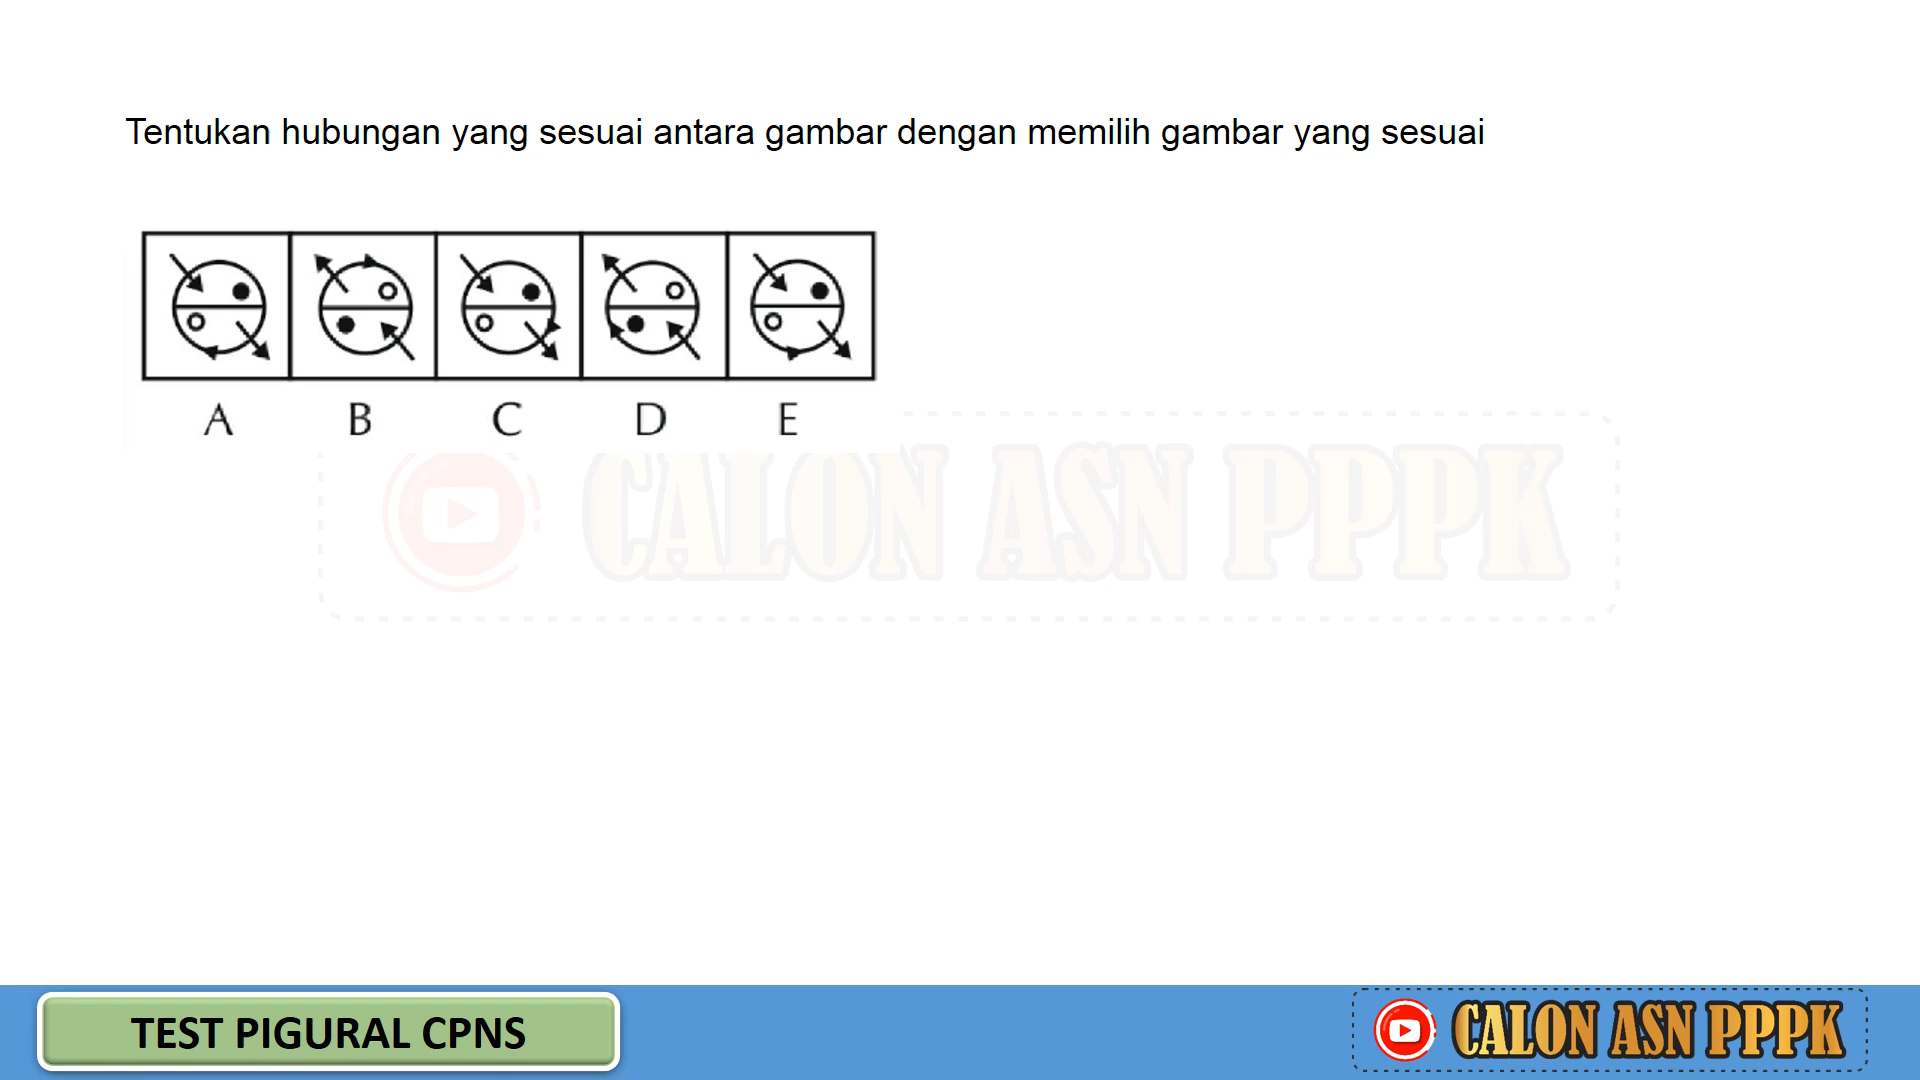 Tentukan hubungan yang sesuai antara gambar dengan memilih gambar yang sesuai
A B C D E
CALON ASN PPPK
TEST PIGURAL CPNS
CALON ASN PPPK